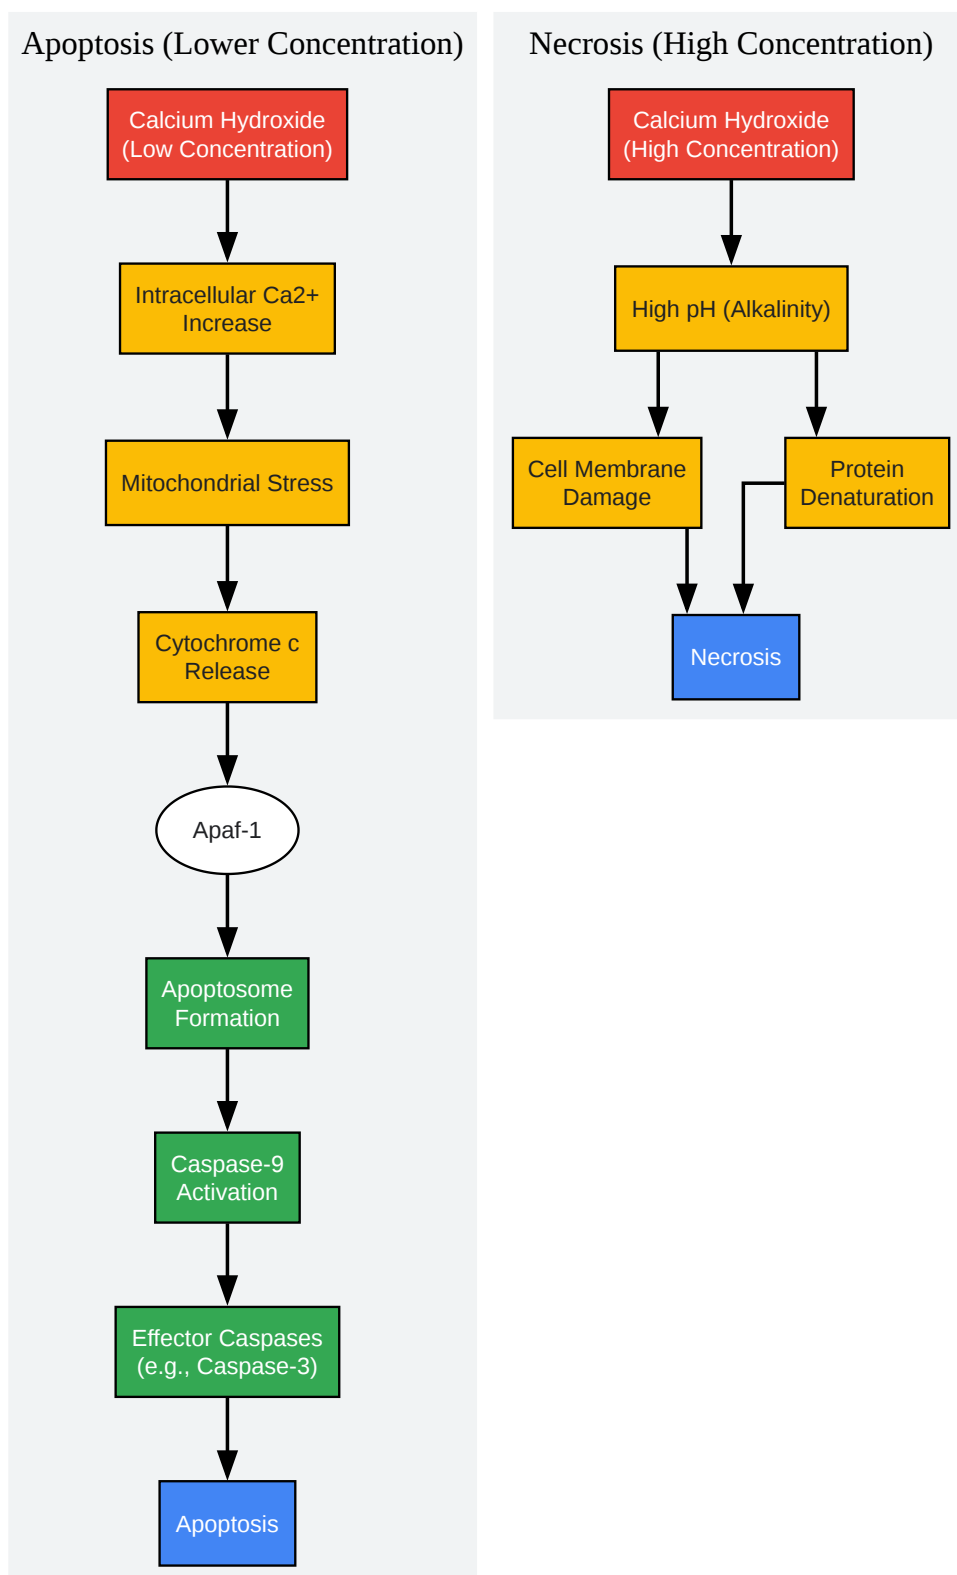 Apoptosis (Lower Concentration)
Calcium Hydroxide
(Low Concentration)
Intracellular Ca2+
Increase
Mitochondrial Stress
Cytochrome c
Release
Apaf-1
Apoptosome
Formation
Caspase-9
Activation
Effector Caspases
(e.g., Caspase-3)
Apoptosis
Necrosis (High Concentration)
Calcium Hydroxide
(High Concentration)
High pH (Alkalinity)
Cell Membrane
Damage
Protein
Denaturation
Necrosis